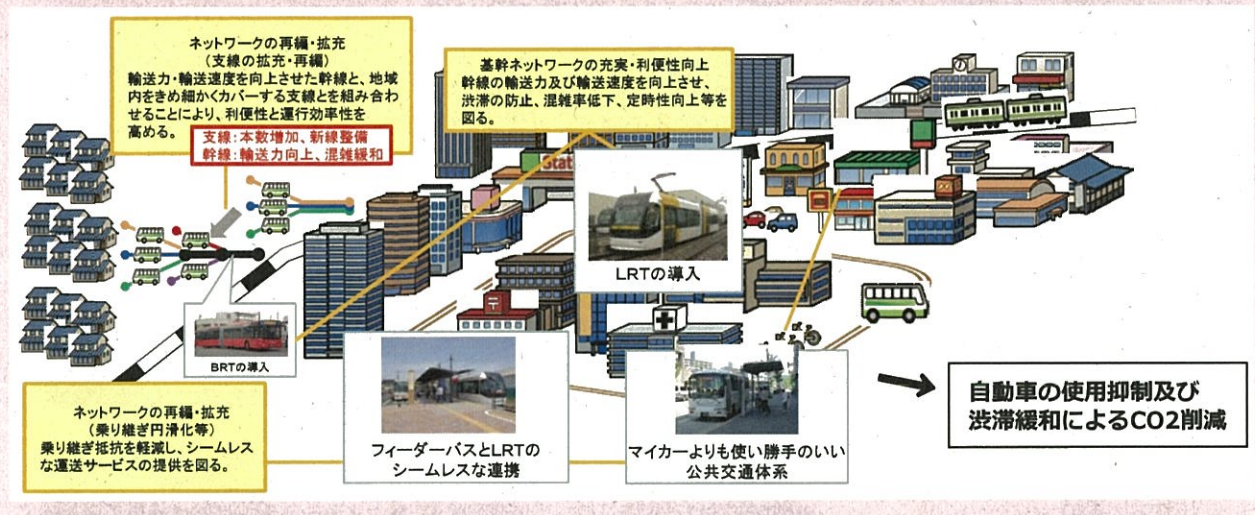 ネットワークの再編・拡充
（支線の拡充・再編）
輸送力・輸送速度を向上させた幹線と、地域
内をきめ細かくカバーする支線とを組み合わ
せることにより、利便性と運行効率性を
高める。
支線：本数増加、新線整備
幹線：輸送力向上、混雑緩和
基幹ネットワークの充実・利便性向上
幹線の輸送力及び輸送速度を向上させ、
渋滞の防止、混雑率低下、定時性向上等を
図る。
Stat
LRTの導入
BRTの導入
ネットワークの再編・拡充
（乗り継ぎ円滑化等）
乗り継ぎ抵抗を軽減し、シームレス
な運送サービスの提供を図る。
フィーダーバスとLRTの
シームレスな連携
マイカーよりも使い勝手のいい
公共交通体系
自動車の使用抑制及び
渋滞緩和によるCO2削減